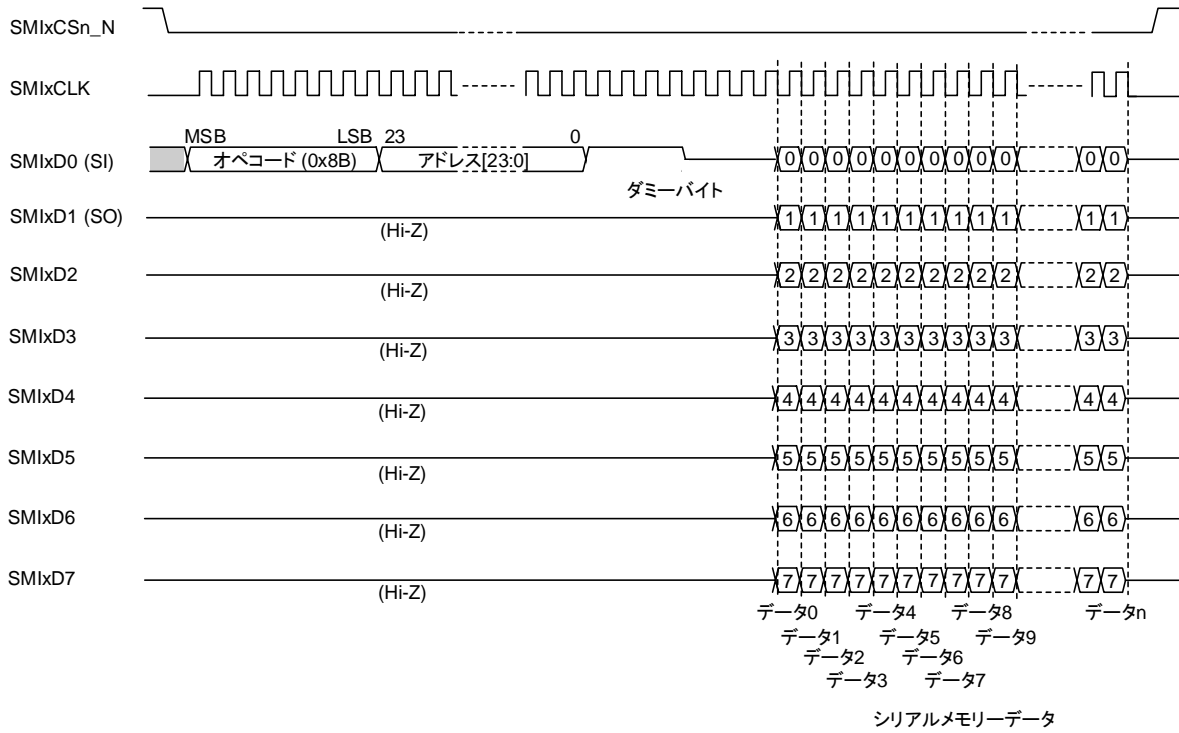 SMIxCSn_N
SMIxCLK
MSB LSB 23 0
SMIxD0 (SI) オペコード (0x8B) アドレス[23:0] 0 0 0 0 0 0 0 0 0 0 0 0
ダミーバイト
SMIxD1 (SO) (Hi-Z) 1 1 1 1 1 1 1 1 1 1 1 1
SMIxD2 (Hi-Z) 2 2 2 2 2 2 2 2 2 2 2 2
SMIxD3 (Hi-Z) 3 3 3 3 3 3 3 3 3 3 3 3
SMIxD4 (Hi-Z) 4 4 4 4 4 4 4 4 4 4 4 4
SMIxD5 (Hi-Z) 5 5 5 5 5 5 5 5 5 5 5 5
SMIxD6 (Hi-Z) 6 6 6 6 6 6 6 6 6 6 6 6
SMIxD7 (Hi-Z) 7 7 7 7 7 7 7 7 7 7 7 7
データ0 データ4 データ8 データn
データ1 データ5 データ9
データ2 データ6
データ3 データ7
シリアルメモリーデータ